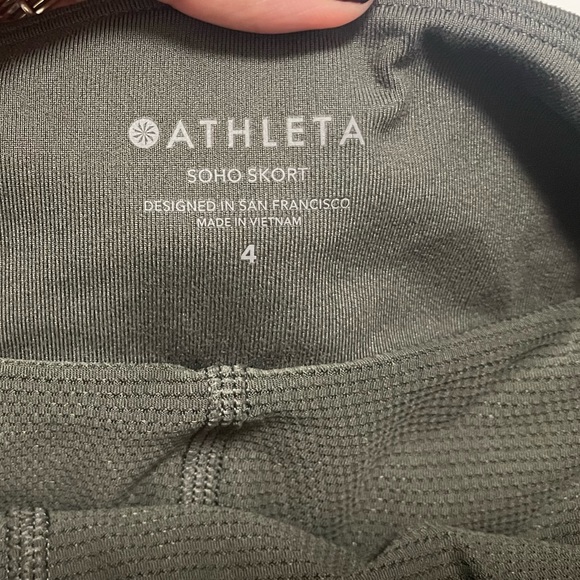 ATHLETA
SOHO SKORT
DESIGNED IN SAN FRANCISCO
MADE IN VIETNAM
4